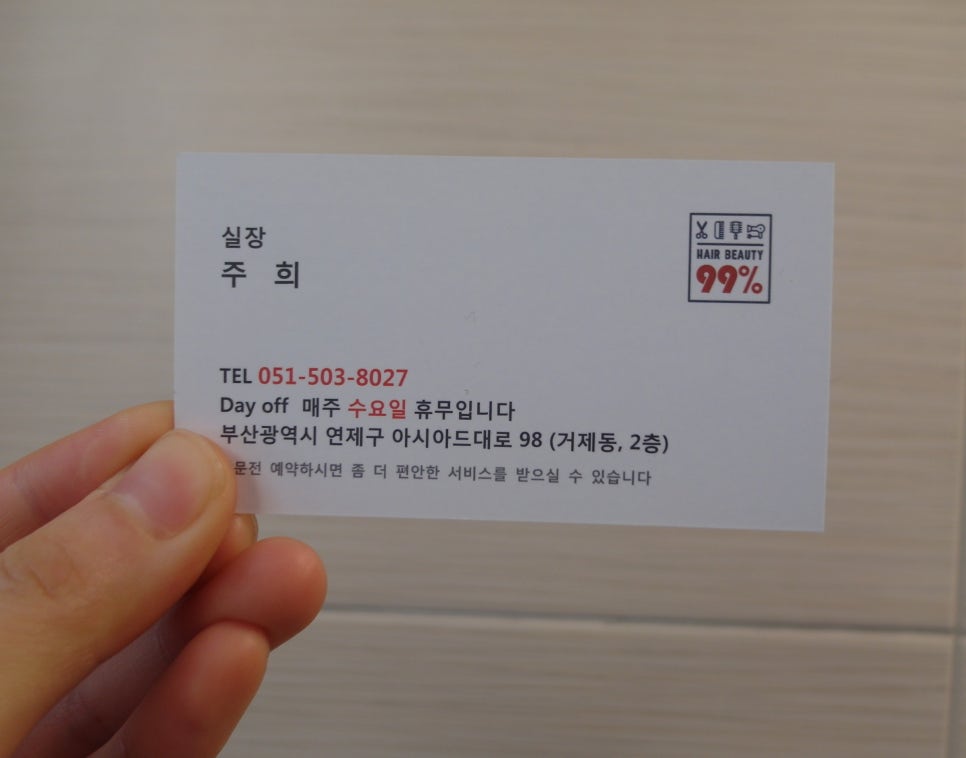 실장
주 희
HAIR BEAUTY
99%
TEL 051-503-8027
Day off 매주 수요일 휴무입니다
부산광역시 연제구 아시아드대로 98 (거제동, 2층)
예약하시면 좀 더 편안한 서비스를 받으실 수 있습니다